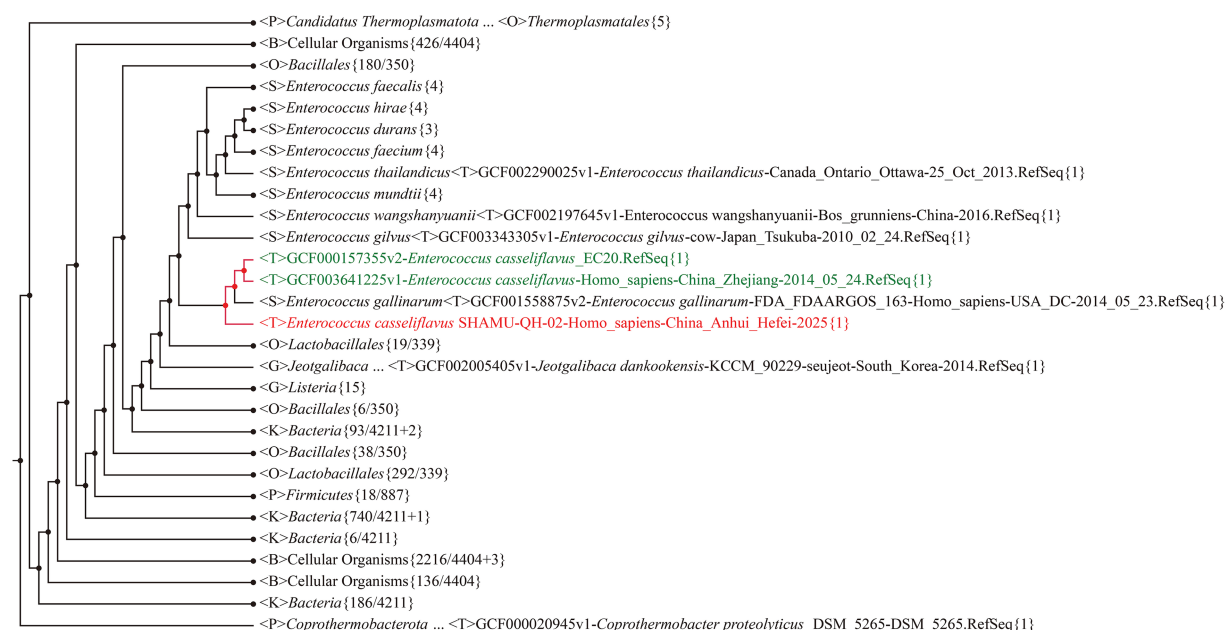 <P>Candidatus Thermoplasmatota ... <O>Thermoplasmatales{5}
<B>Cellular Organisms{426/4404}
<O>Bacillales{180/350}
<S>Enterococcus faecalis{4}
<S>Enterococcus hirae{4}
<S>Enterococcus durans{3}
<S>Enterococcus faecium{4}
<S>Enterococcus thailandicus<T>GCF002290025v1-Enterococcus thailandicus-Canada_Ontario_Ottawa-25_Oct_2013.RefSeq{1}
<S>Enterococcus mundtii{4}
<S>Enterococcus wangshanyuanii<T>GCF002197645v1-Enterococcus wangshanyuanii-Bos_grunniens-China-2016.RefSeq{1}
<S>Enterococcus gilvus<T>GCF003343305v1-Enterococcus gilvus-cow-Japan_Tsukuba-2010_02_24.RefSeq{1}
<T>GCF000157355v2-Enterococcus casseliflavus_EC20.RefSeq{1}
<T>GCF003641225v1-Enterococcus casseliflavus-Homo_sapiens-China_Zhejiang-2014_05_24.RefSeq{1}
<S>Enterococcus gallinarum<T>GCF001558875v2-Enterococcus gallinarum-FDA_FDAARGOS_163-Homo_sapiens-USA_DC-2014_05_23.RefSeq{1}
<T>Enterococcus casseliflavus SHAMU-QH-02-Homo_sapiens-China_Anhui_Hefei-2025{1}
<O>Lactobacillales{19/339}
<G>Jeotgalibaca ... <T>GCF002005405v1-Jeotgalibaca dankookensis-KCCM_90229-seujeot-South_Korea-2014.RefSeq{1}
<G>Listeria{15}
<O>Bacillales{6/350}
<K>Bacteria{93/4211+2}
<O>Bacillales{38/350}
<O>Lactobacillales{292/339}
<P>Firmicutes{18/887}
<K>Bacteria{740/4211+1}
<K>Bacteria{6/4211}
<B>Cellular Organisms{2216/4404+3}
<B>Cellular Organisms{136/4404}
<K>Bacteria{186/4211}
<P>Coprothermobacterota ... <T>GCF000020945v1-Coprothermobacter proteolyticus_DSM_5265-DSM_5265.RefSeq{1}